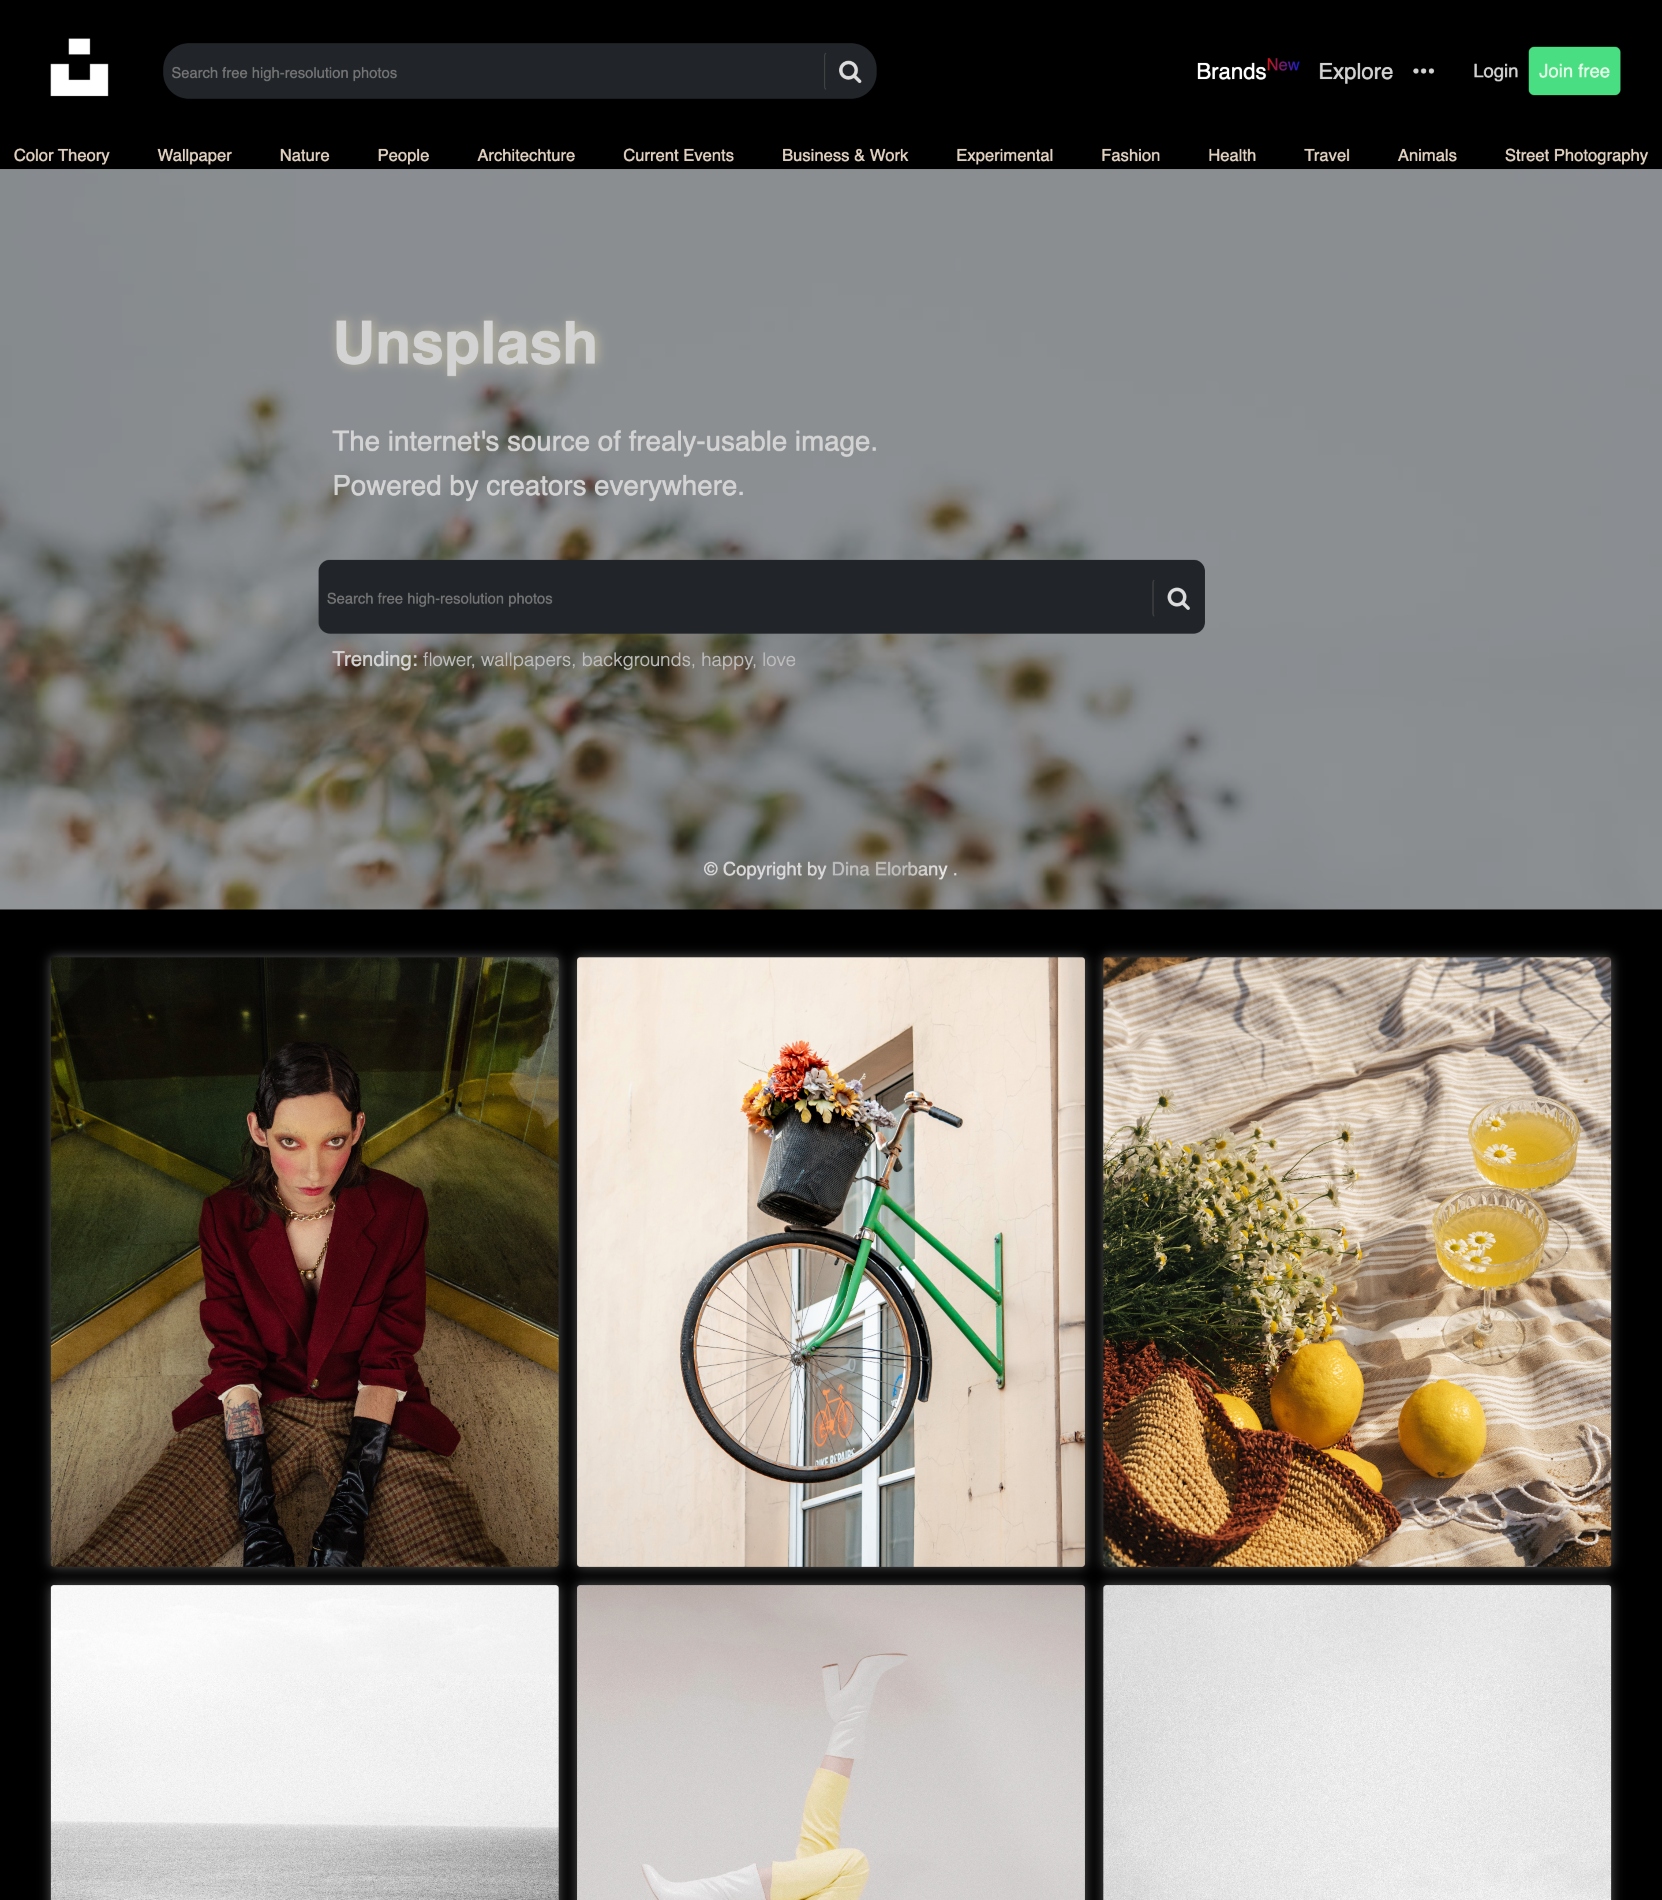 Search free high-resolution photos
Brands New Explore ••• Login Join free
Color Theory Wallpaper Nature People Architechture Current Events Business & Work Experimental Fashion Health Travel Animals Street Photography
Unsplash
The internet's source of frealy-usable image.
Powered by creators everywhere.
Search free high-resolution photos
Trending: flower, wallpapers, backgrounds, happy, love
© Copyright by Dina Elorbany .
BIKE REPAIRS